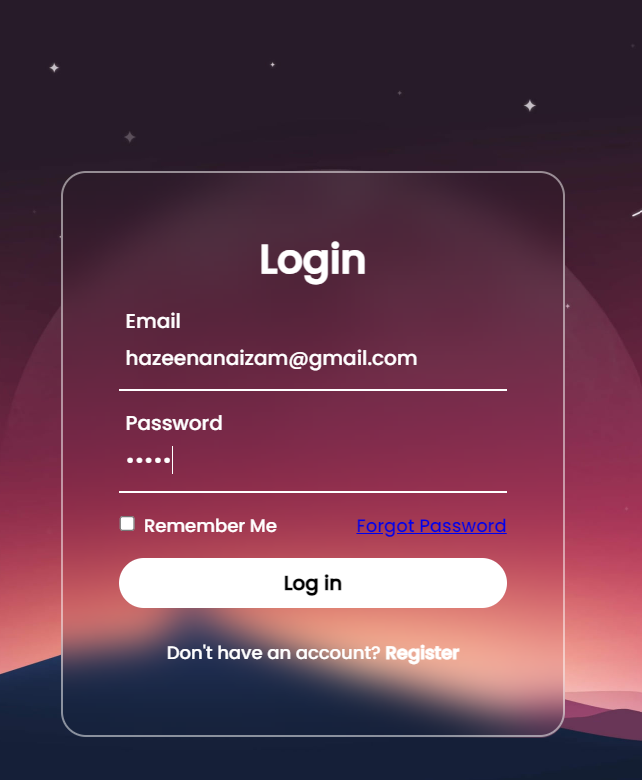 Login
Email
hazeenanaizam@gmail.com
Password
•••••
Remember Me Forgot Password
Log in
Don't have an account? Register